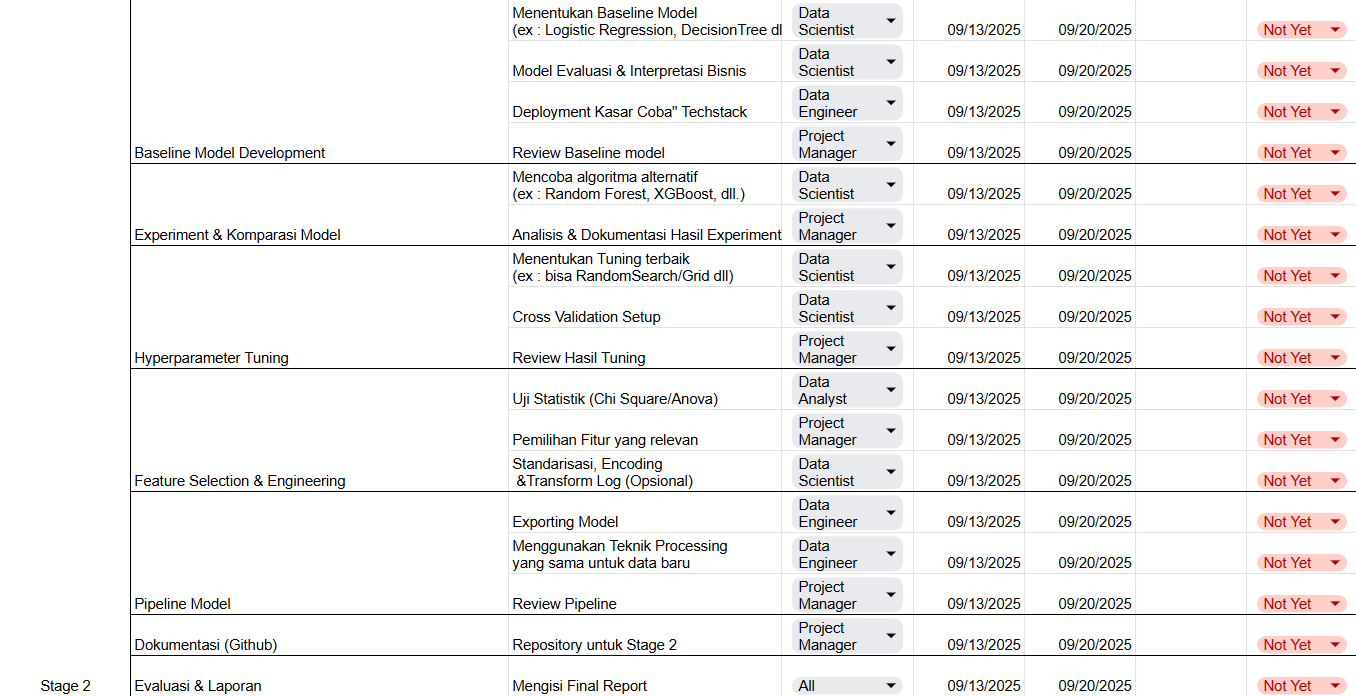 Menentukan Baseline Model
(ex : Logistic Regression, DecisionTree dl
Data
Scientist
09/13/2025
09/20/2025
Not Yet
Model Evaluasi & Interpretasi Bisnis
Data
Scientist
09/13/2025
09/20/2025
Not Yet
Deployment Kasar Coba" Techstack
Data
Engineer
09/13/2025
09/20/2025
Not Yet
Baseline Model Development
Review Baseline model
Project
Manager
09/13/2025
09/20/2025
Not Yet
Mencoba algoritma alternatif
(ex : Random Forest, XGBoost, dll.)
Data
Scientist
09/13/2025
09/20/2025
Not Yet
Experiment & Komparasi Model
Analisis & Dokumentasi Hasil Experiment
Project
Manager
09/13/2025
09/20/2025
Not Yet
Menentukan Tuning terbaik
(ex : bisa RandomSearch/Grid dll)
Data
Scientist
09/13/2025
09/20/2025
Not Yet
Cross Validation Setup
Data
Scientist
09/13/2025
09/20/2025
Not Yet
Hyperparameter Tuning
Review Hasil Tuning
Project
Manager
09/13/2025
09/20/2025
Not Yet
Uji Statistik (Chi Square/Anova)
Data
Analyst
09/13/2025
09/20/2025
Not Yet
Pemilihan Fitur yang relevan
Project
Manager
09/13/2025
09/20/2025
Not Yet
Feature Selection & Engineering
Standarisasi, Encoding
&Transform Log (Opsional)
Data
Scientist
09/13/2025
09/20/2025
Not Yet
Exporting Model
Data
Engineer
09/13/2025
09/20/2025
Not Yet
Menggunakan Teknik Processing
yang sama untuk data baru
Data
Engineer
09/13/2025
09/20/2025
Not Yet
Pipeline Model
Review Pipeline
Project
Manager
09/13/2025
09/20/2025
Not Yet
Dokumentasi (Github)
Repository untuk Stage 2
Project
Manager
09/13/2025
09/20/2025
Not Yet
Stage 2
Evaluasi & Laporan
Mengisi Final Report
All
09/13/2025
09/20/2025
Not Yet